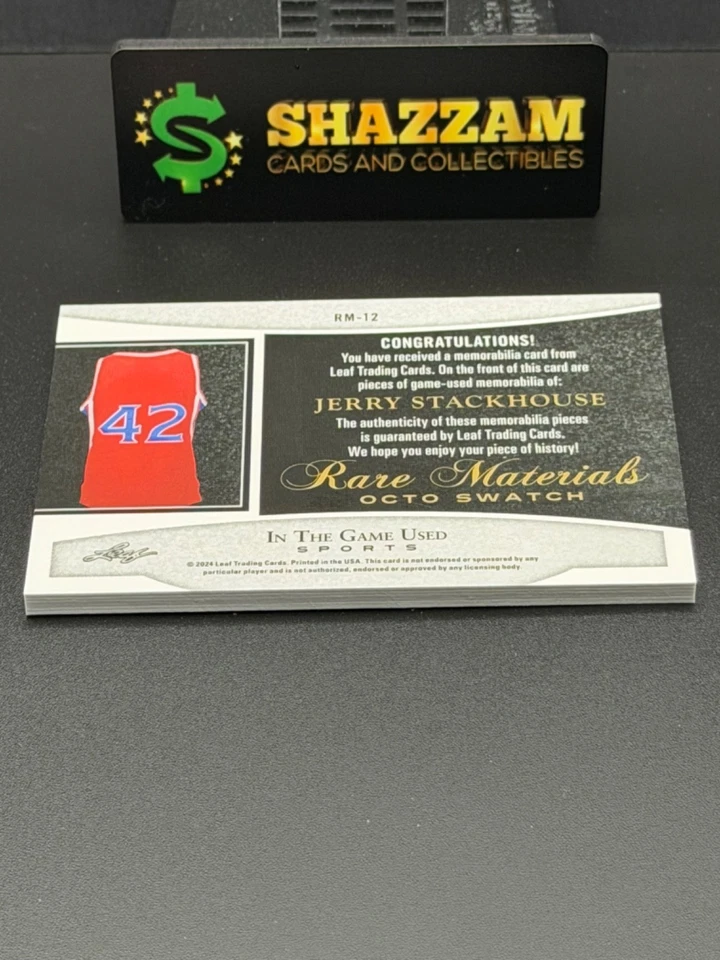 SHAZZAM
CARDS AND COLLECTIBLES
RM-12
CONGRATULATIONS!
You have received a memorabilia card from
Leaf Trading Cards. On the front of this card are
pieces of game-used memorabilia of:
JERRY STACKHOUSE
The authenticity of these memorabilia pieces
is guaranteed by Leaf Trading Cards.
We hope you enjoy your piece of history!
Rare Materials
OCTO SWATCH
42
Leaf
IN THE GAME USED
SPORTS
© 2024 Leaf Trading Cards. Printed in the USA. This card is not endorsed or sponsored by any
particular player and is not authorized, endorsed or approved by any licensing body.